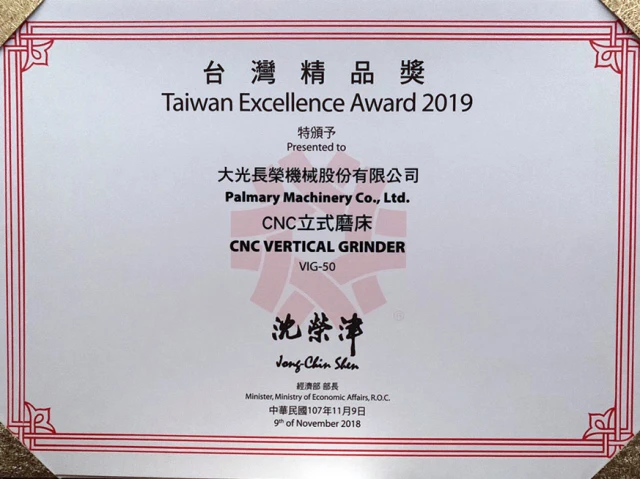 台灣精品獎
Taiwan Excellence Award 2019
特頒予
Presented to
大光長榮機械股份有限公司
Palmary Machinery Co., Ltd.
CNC立式磨床
CNC VERTICAL GRINDER
VIG-50
沈榮津
Jong-Chin Shen
經濟部 部長
Minister, Ministry of Economic Affairs, R.O.C.
中華民國107年11月9日
9th of November 2018